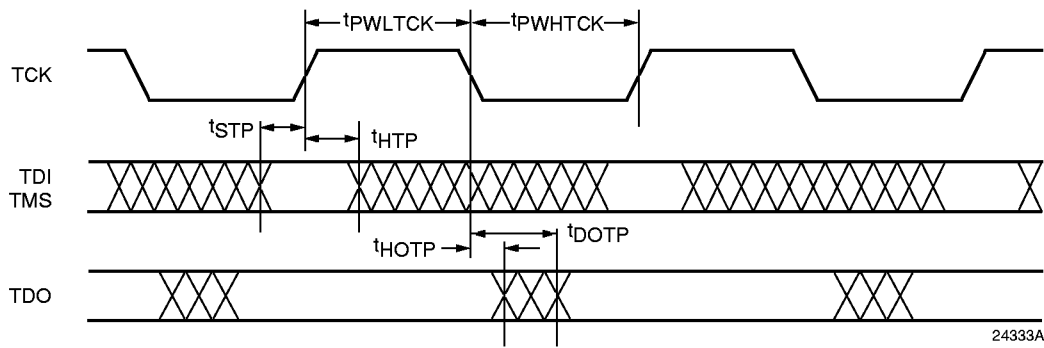 tPWLTCK
tPWHTCK
TCK
tSTP
tHTP
TDI
TMS
tHOTP
tDOTP
TDO
24333A